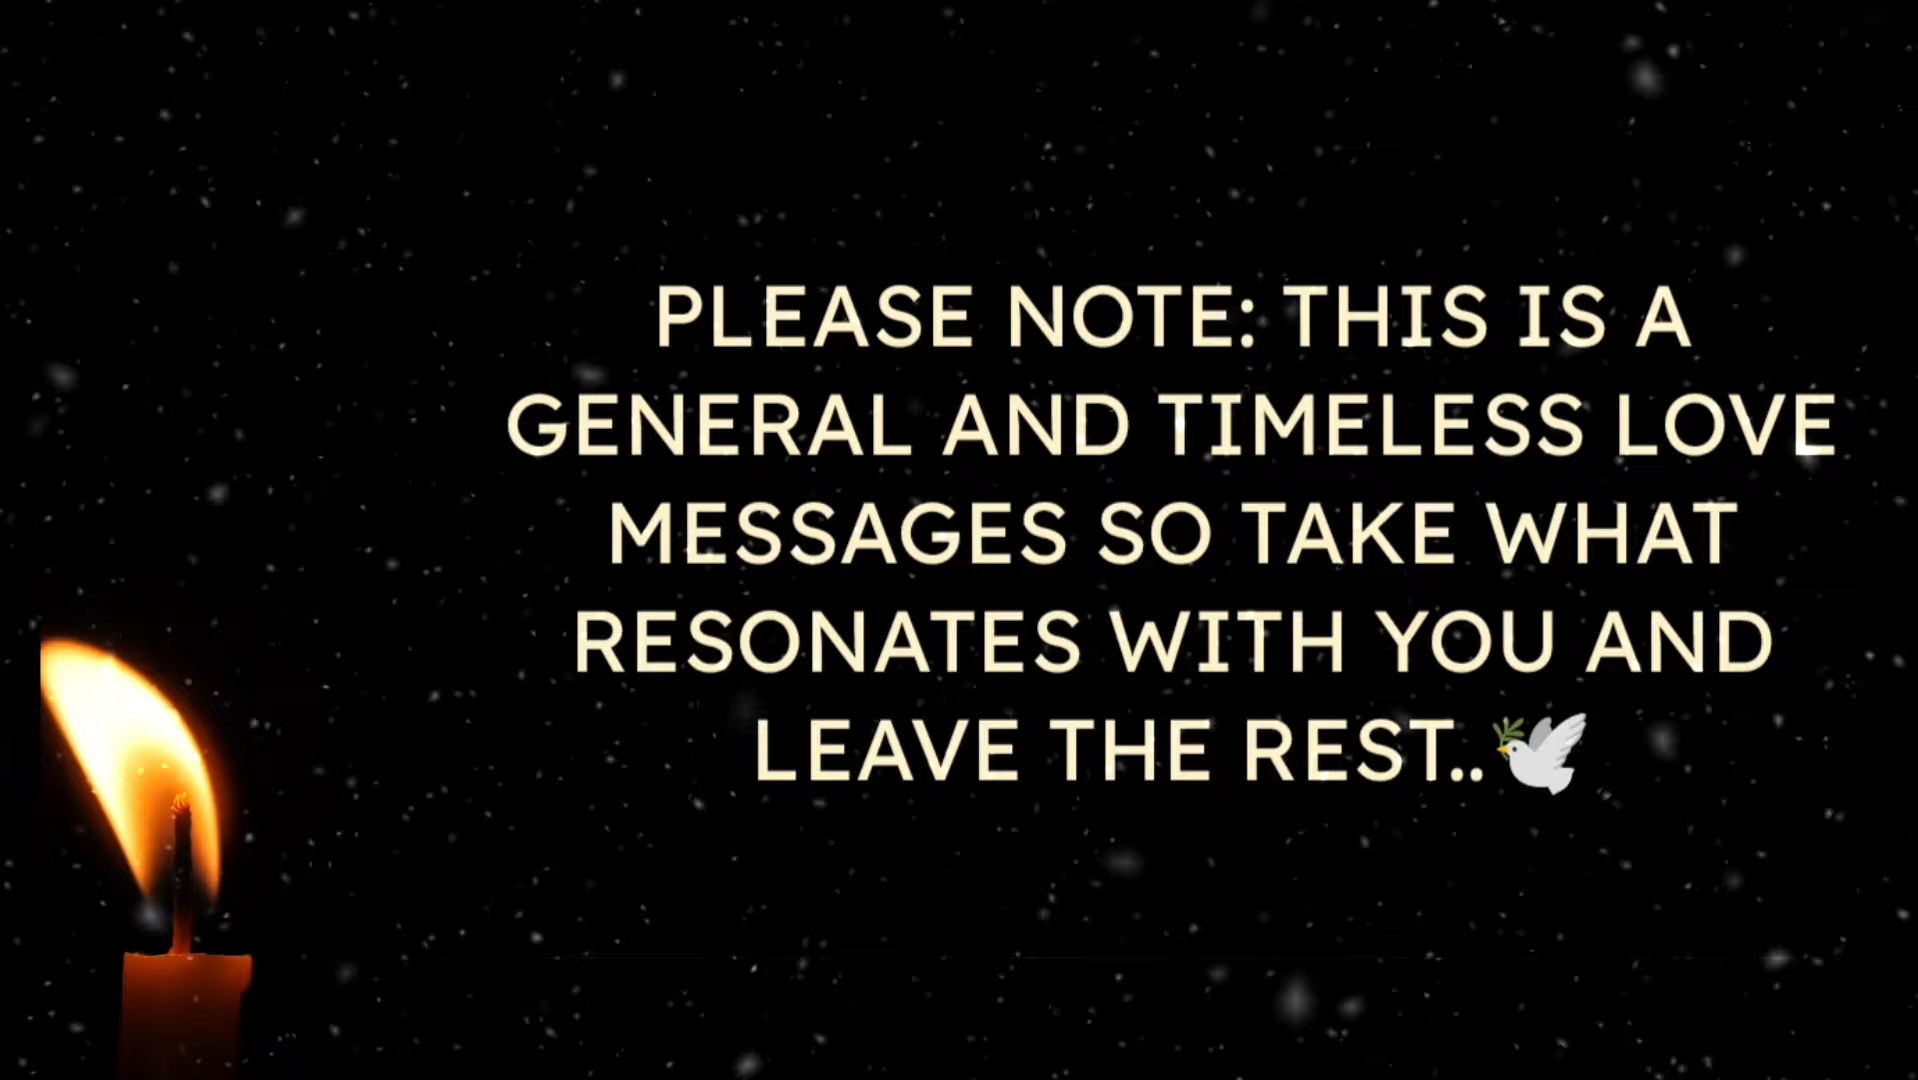 PLEASE NOTE: THIS IS A
GENERAL AND TIMELESS LOVE
MESSAGES SO TAKE WHAT
RESONATES WITH YOU AND
LEAVE THE REST..🕊️